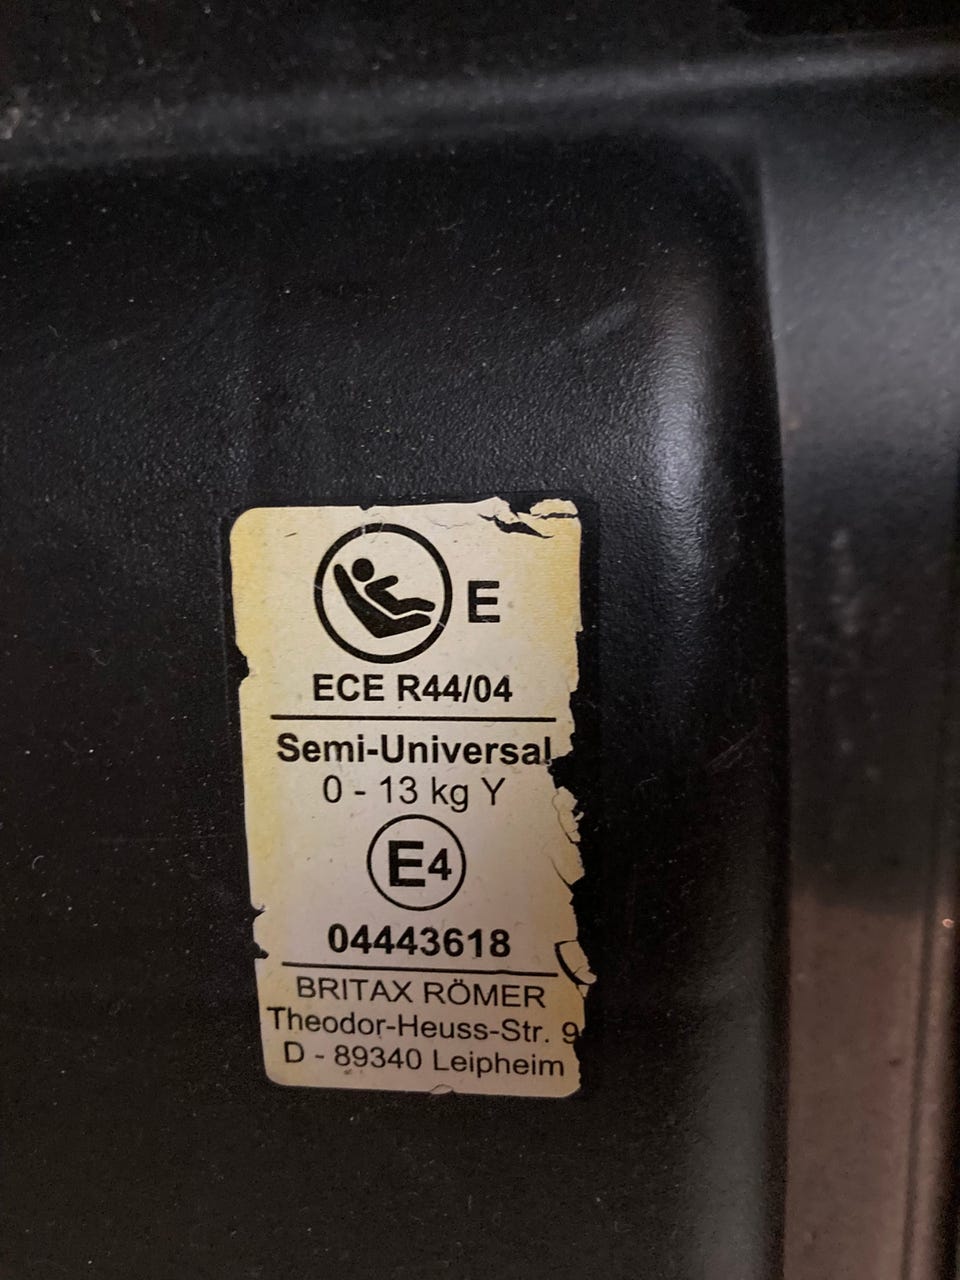 E
ECE R44/04
Semi-Universal
0 - 13 kg Y
E4
04443618
BRITAX RÖMER
Theodor-Heuss-Str. 9
D - 89340 Leipheim